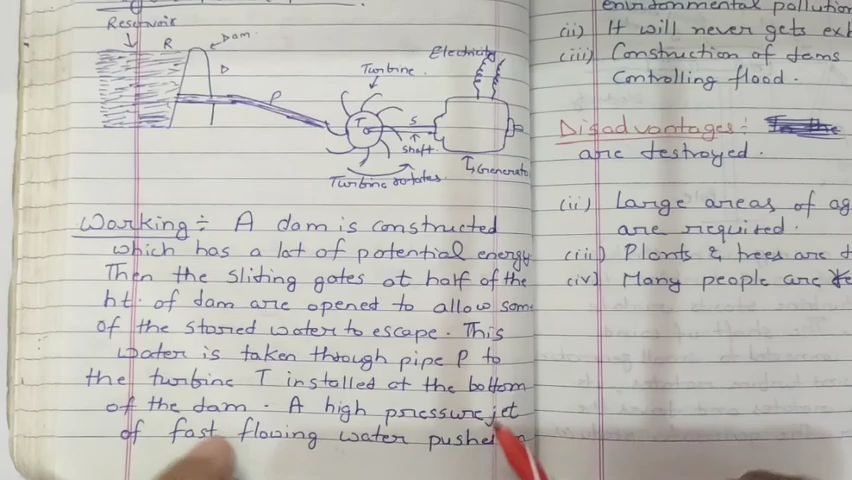 Reservoir
R
Dam
D
P
Turbine
T
S
Shaft
Electricity
Generato
Turbine rotates
Working ÷ A dam is constructed
which has a lot of potential energy
Then the sliding gates at half of the
ht. of dam are opened to allow som
of the stored water to escape. This
water is taken through pipe P to
the turbine T installed at the bottom
of the dam. A high pressure jet
of fast flowing water pushe
environmental pollution
(ii) It will never gets exh
(iii) Construction of dams
Controlling flood.
Disadvantages÷
are destroyed.
(ii) Large areas of ag
are required.
(iii) Plants & trees are
(iv) Many people are